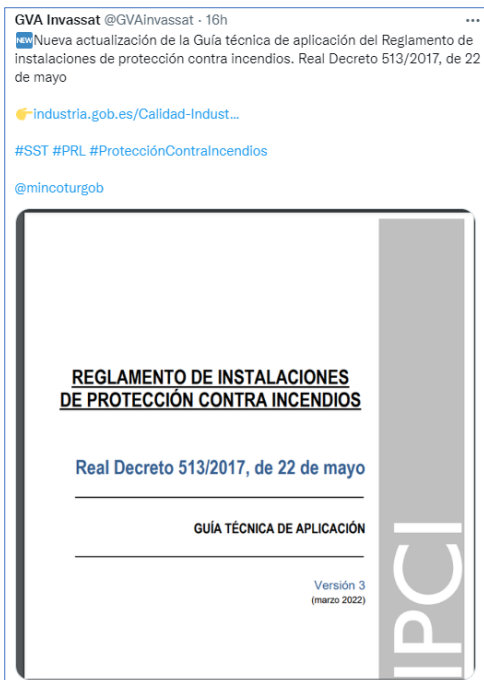 GVA Invassat @GVAinvassat · 16h
NEW Nueva actualización de la Guía técnica de aplicación del Reglamento de
instalaciones de protección contra incendios. Real Decreto 513/2017, de 22
de mayo
👉industria.gob.es/Calidad-Indust...
#SST #PRL #ProtecciónContraIncendios
@mincoturgob
REGLAMENTO DE INSTALACIONES
DE PROTECCIÓN CONTRA INCENDIOS
Real Decreto 513/2017, de 22 de mayo
GUÍA TÉCNICA DE APLICACIÓN
Versión 3
(marzo 2022)
IPCI